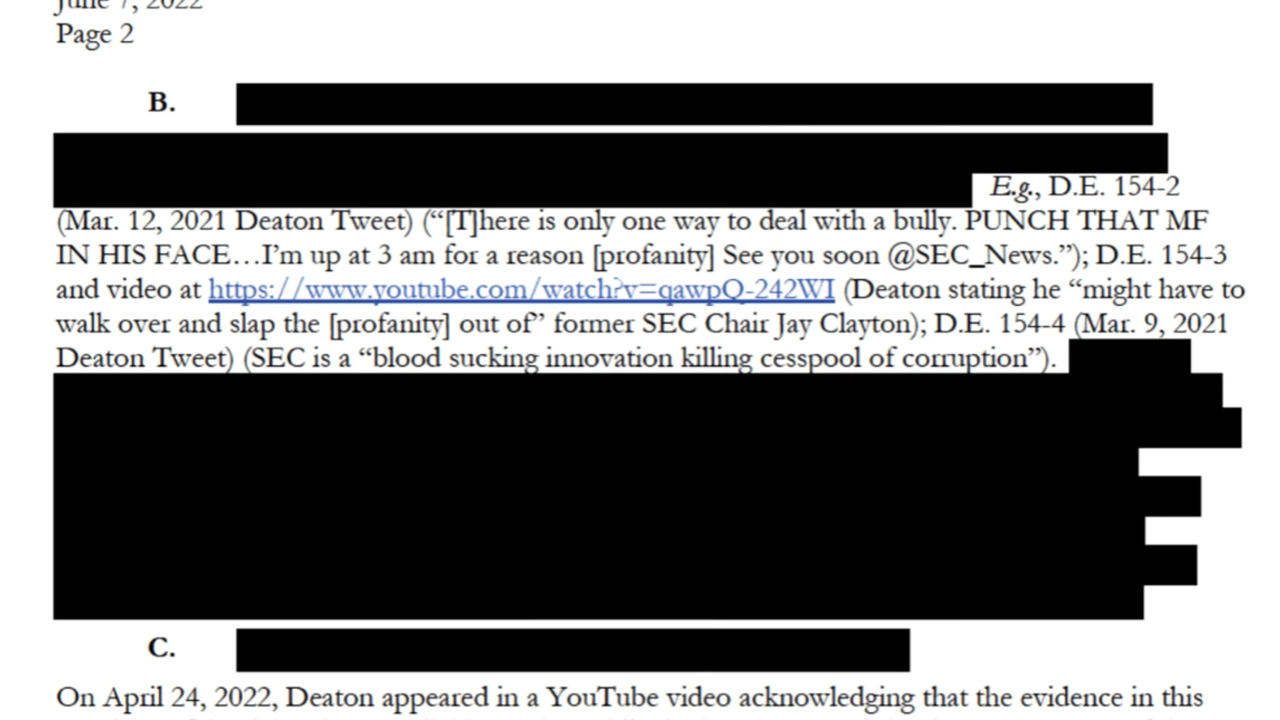 June 7, 2022
Page 2
B.
E.g., D.E. 154-2
(Mar. 12, 2021 Deaton Tweet) (“[T]here is only one way to deal with a bully. PUNCH THAT MF
IN HIS FACE…I’m up at 3 am for a reason [profanity] See you soon @SEC_News.”); D.E. 154-3
and video at https://www.youtube.com/watch?v=qawpQ-242WI (Deaton stating he “might have to
walk over and slap the [profanity] out of” former SEC Chair Jay Clayton); D.E. 154-4 (Mar. 9, 2021
Deaton Tweet) (SEC is a “blood sucking innovation killing cesspool of corruption”).
C.
On April 24, 2022, Deaton appeared in a YouTube video acknowledging that the evidence in this